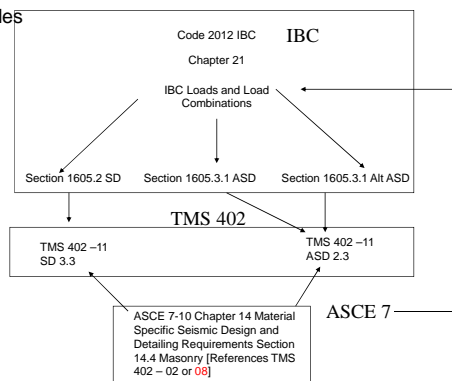 les
Code 2012 IBC IBC
Chapter 21
IBC Loads and Load
Combinations
Section 1605.2 SD Section 1605.3.1 ASD Section 1605.3.1 Alt ASD
TMS 402
TMS 402 –11
SD 3.3
TMS 402 –11
ASD 2.3
ASCE 7-10 Chapter 14 Material
Specific Seismic Design and
Detailing Requirements Section
14.4 Masonry [References TMS
402 – 02 or 08]
ASCE 7